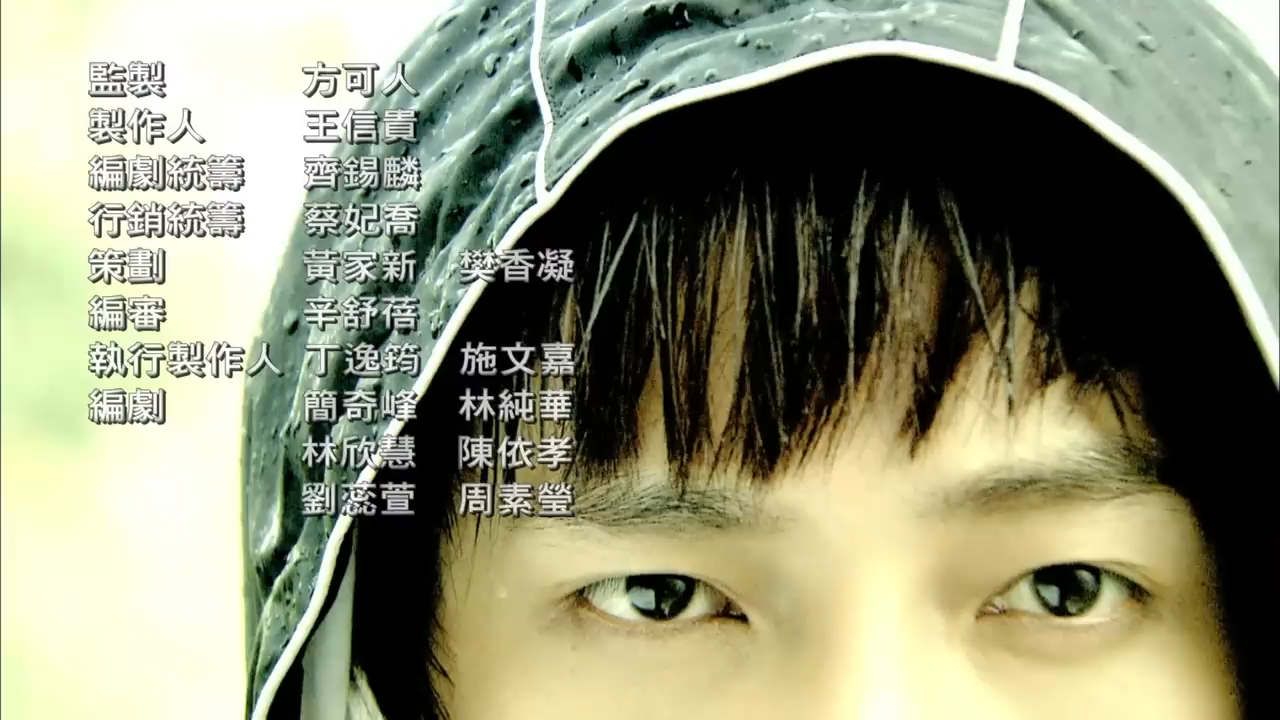 監製 方可人
製作人 王信貴
編劇統籌 齊錫麟
行銷統籌 蔡妃喬
策劃 黃家新 樊香凝
編審 辛舒蓓
執行製作人 丁逸筠 施文嘉
編劇 簡奇峰 林純華
林欣慧 陳依孝
劉蕊萱 周素瑩